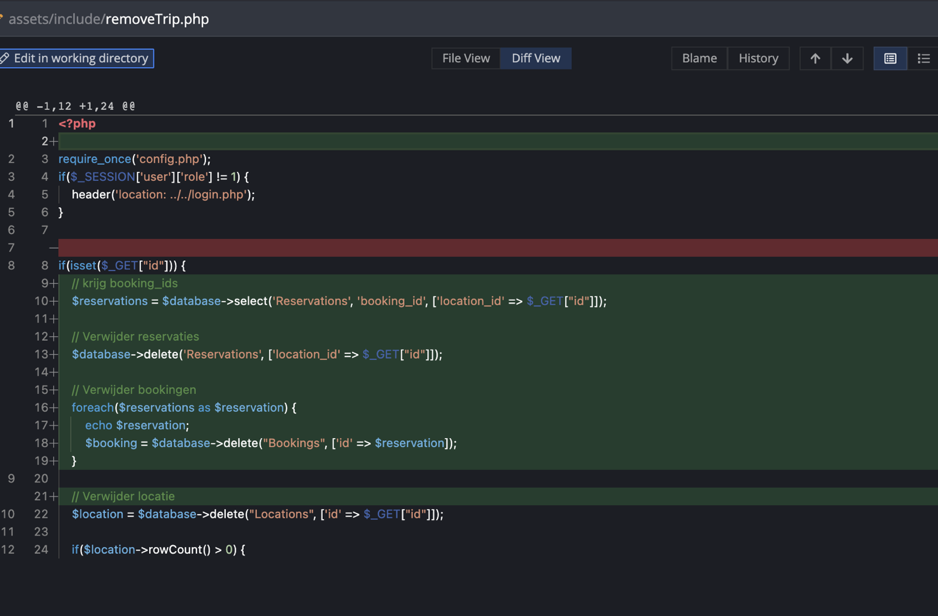 assets/include/removeTrip.php
Edit in working directory
File View Diff View
Blame History
@@ -1,12 +1,24 @@
1 1 <?php
2+
2 3 require_once('config.php');
3 4 if($_SESSION['user']['role'] != 1) {
4 5 header('location: ../../login.php');
5 6 }
6 7
7 —
8 8 if(isset($_GET["id"])) {
9+ // krijg booking_ids
10+ $reservations = $database->select('Reservations', 'booking_id', ['location_id' => $_GET["id"]]);
11+
12+ // Verwijder reservaties
13+ $database->delete('Reservations', ['location_id' => $_GET["id"]]);
14+
15+ // Verwijder bookingen
16+ foreach($reservations as $reservation) {
17+ echo $reservation;
18+ $booking = $database->delete("Bookings", ['id' => $reservation]);
19+ }
9 20
21+ // Verwijder locatie
10 22 $location = $database->delete("Locations", ['id' => $_GET["id"]]);
11 23
12 24 if($location->rowCount() > 0) {